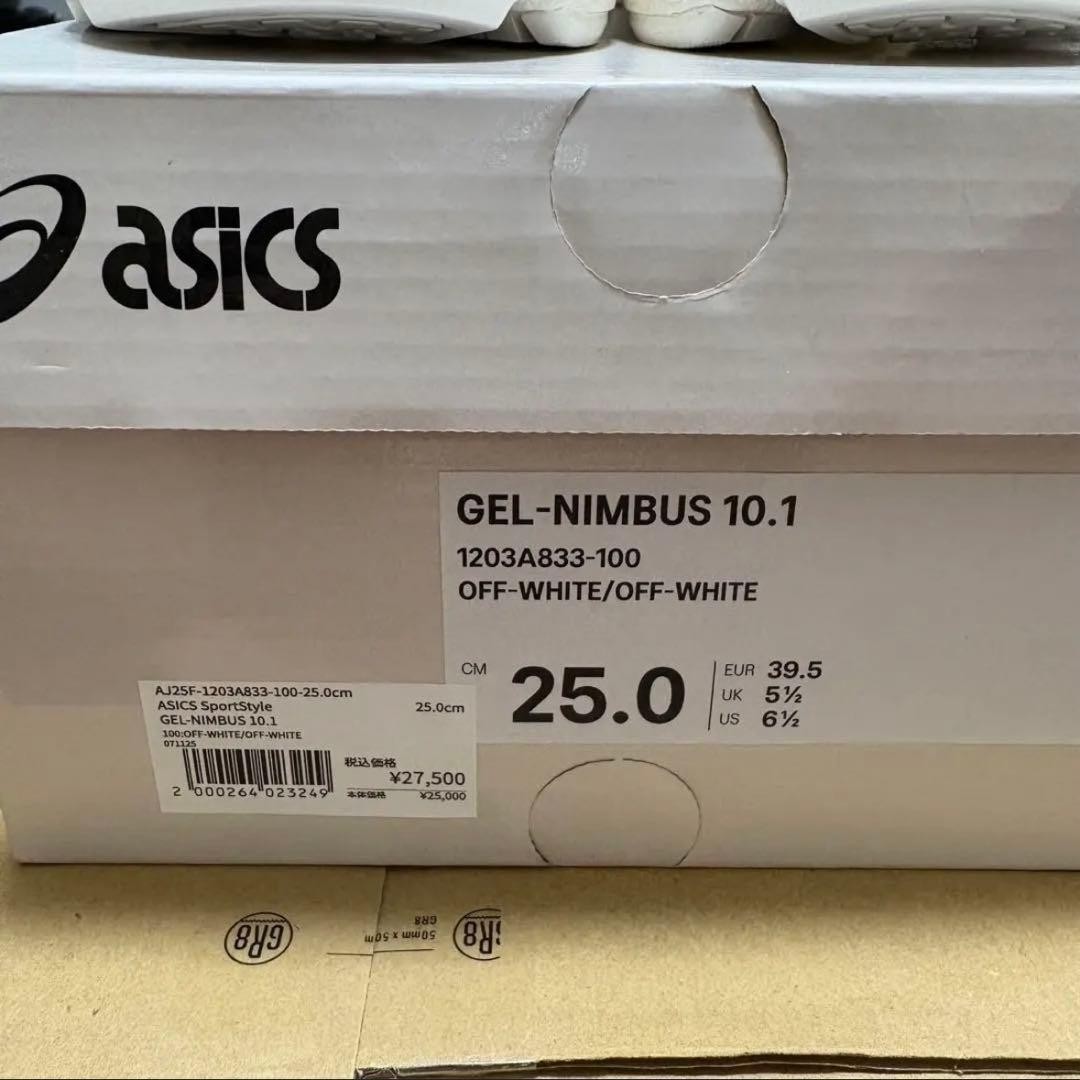 asics
GEL-NIMBUS 10.1
1203A833-100
OFF-WHITE/OFF-WHITE
CM 25.0
EUR 39.5
UK 5½
US 6½
AJ25F-1203A833-100-25.0cm
ASICS SportStyle 25.0cm
GEL-NIMBUS 10.1
100:OFF-WHITE/OFF-WHITE
071125
税込価格
¥27,500
2 000264 023249
本体価格 ¥25,000
GR8
GR8
50mm x 50m
GR8